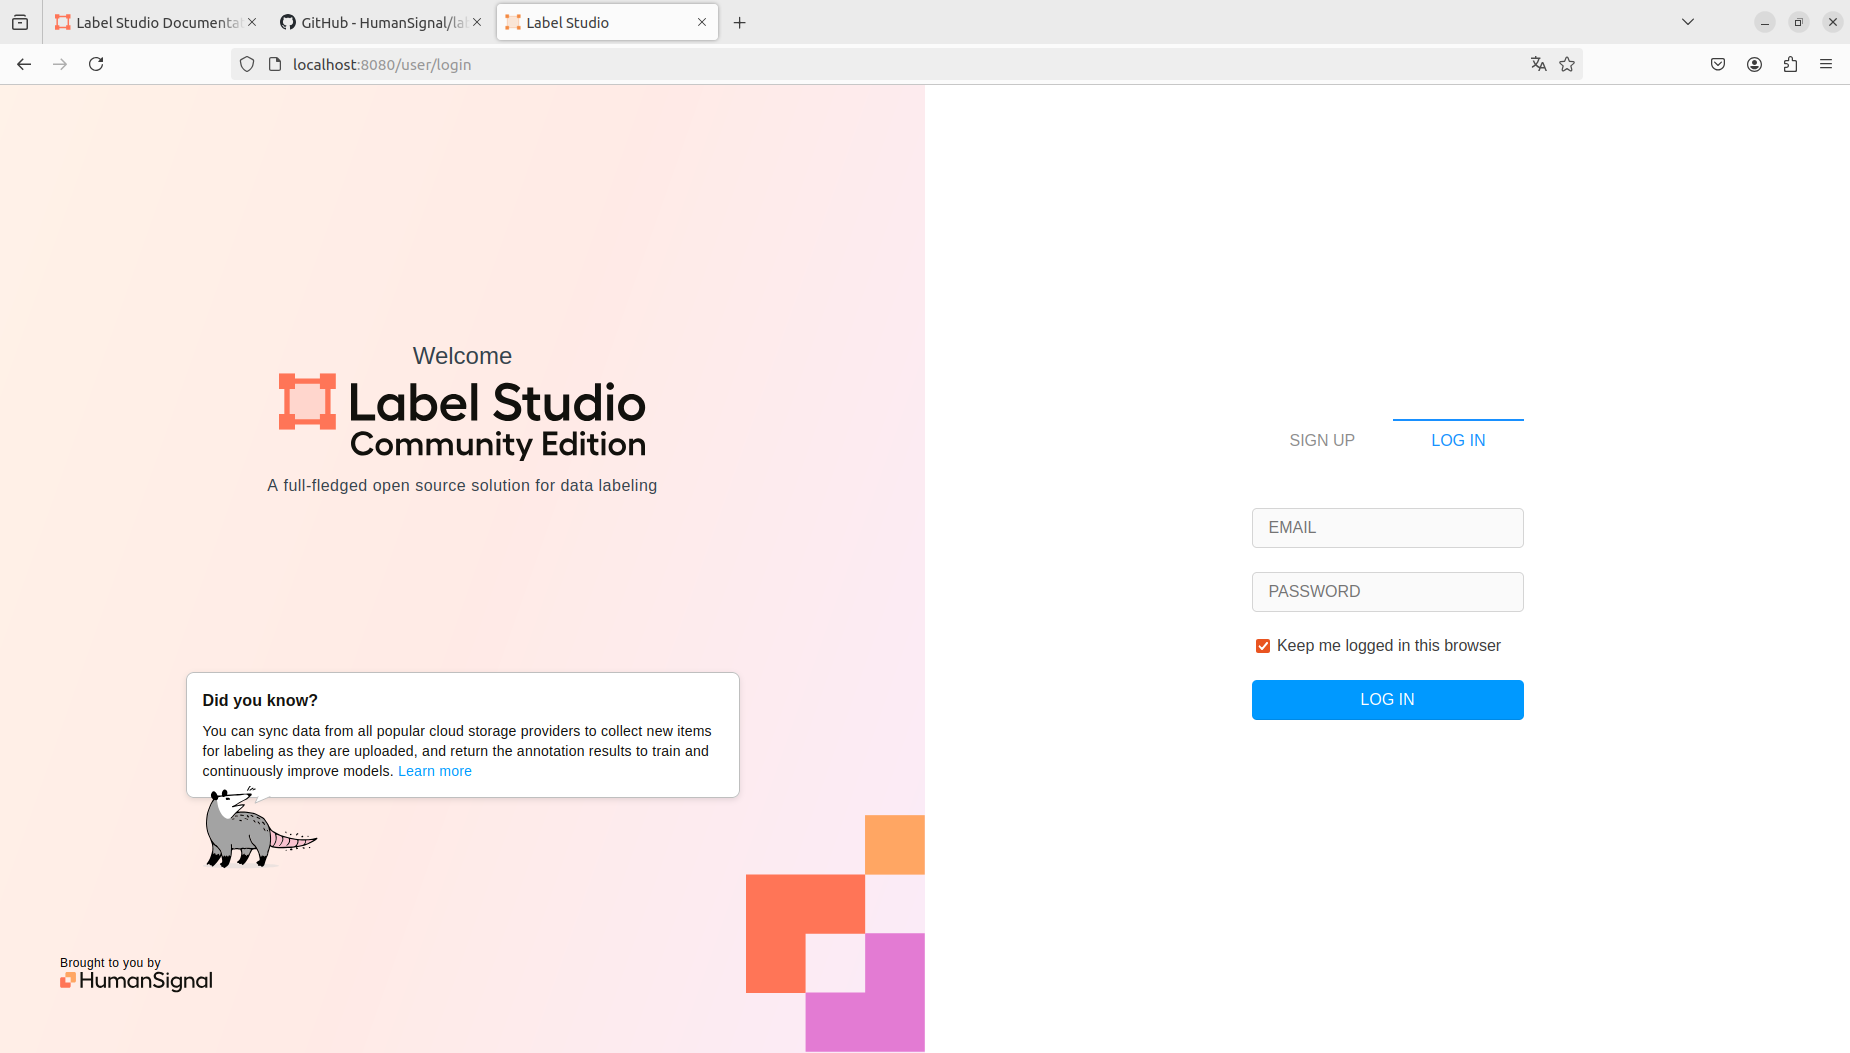 Label Studio Documenta
GitHub - HumanSignal/la
Label Studio
localhost:8080/user/login
Welcome
Label Studio
Community Edition
A full-fledged open source solution for data labeling
SIGN UP
LOG IN
EMAIL
PASSWORD
Keep me logged in this browser
LOG IN
Did you know?
You can sync data from all popular cloud storage providers to collect new items
for labeling as they are uploaded, and return the annotation results to train and
continuously improve models. Learn more
Brought to you by
HumanSignal